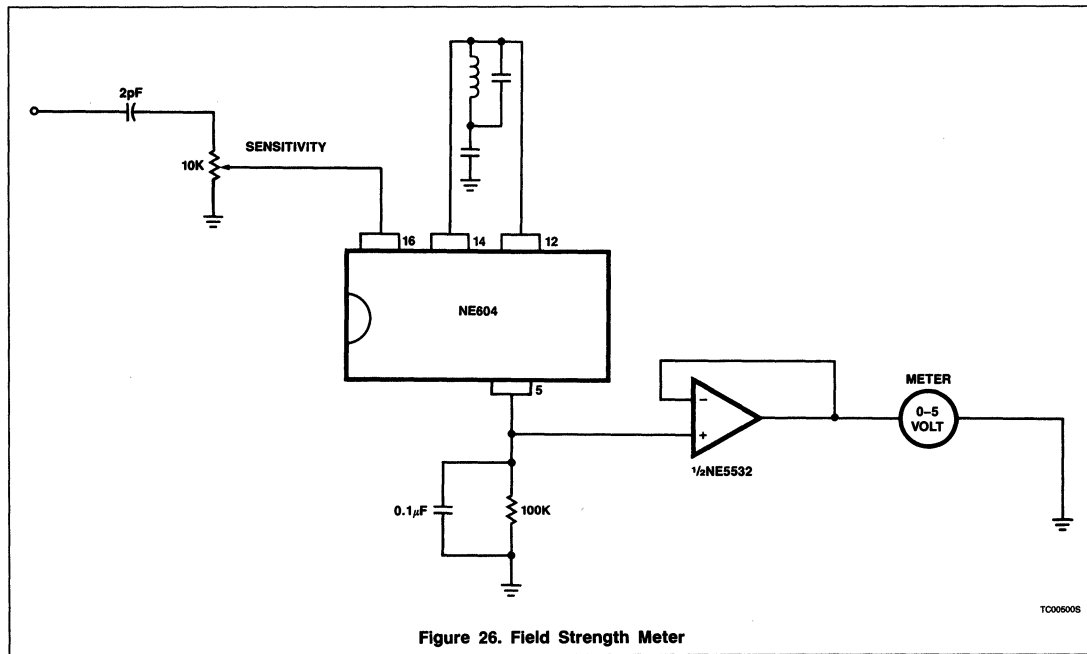 2pF
10K
SENSITIVITY
16
14
12
NE604
5
METER
0–5
VOLT
−
+
1/2NE5532
0.1μF
100K
TC00500S
Figure 26. Field Strength Meter